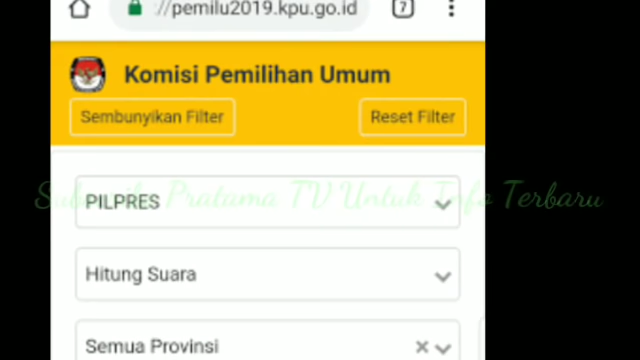 ://pemilu2019.kpu.go.id 7
Komisi Pemilihan Umum
Sembunyikan Filter Reset Filter
PILPRES
Subscribe Pratama TV Untuk Info Terbaru
Hitung Suara
Semua Provinsi